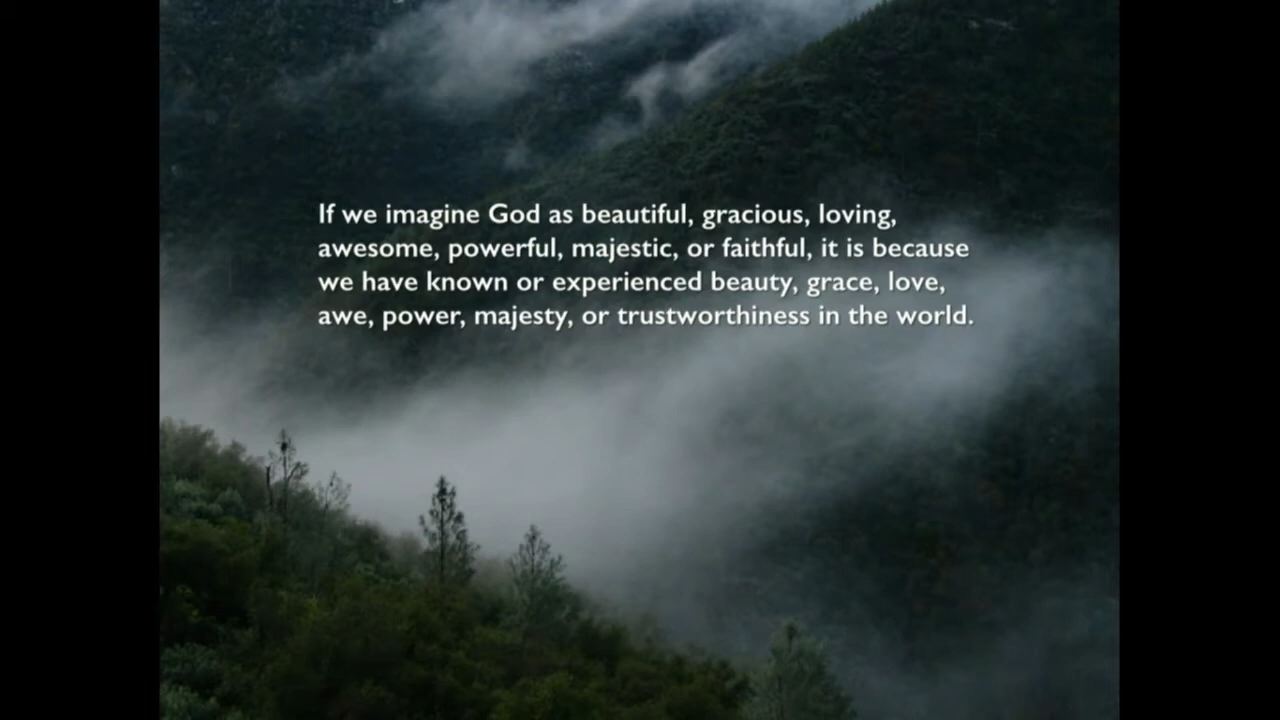 If we imagine God as beautiful, gracious, loving,
awesome, powerful, majestic, or faithful, it is because
we have known or experienced beauty, grace, love,
awe, power, majesty, or trustworthiness in the world.